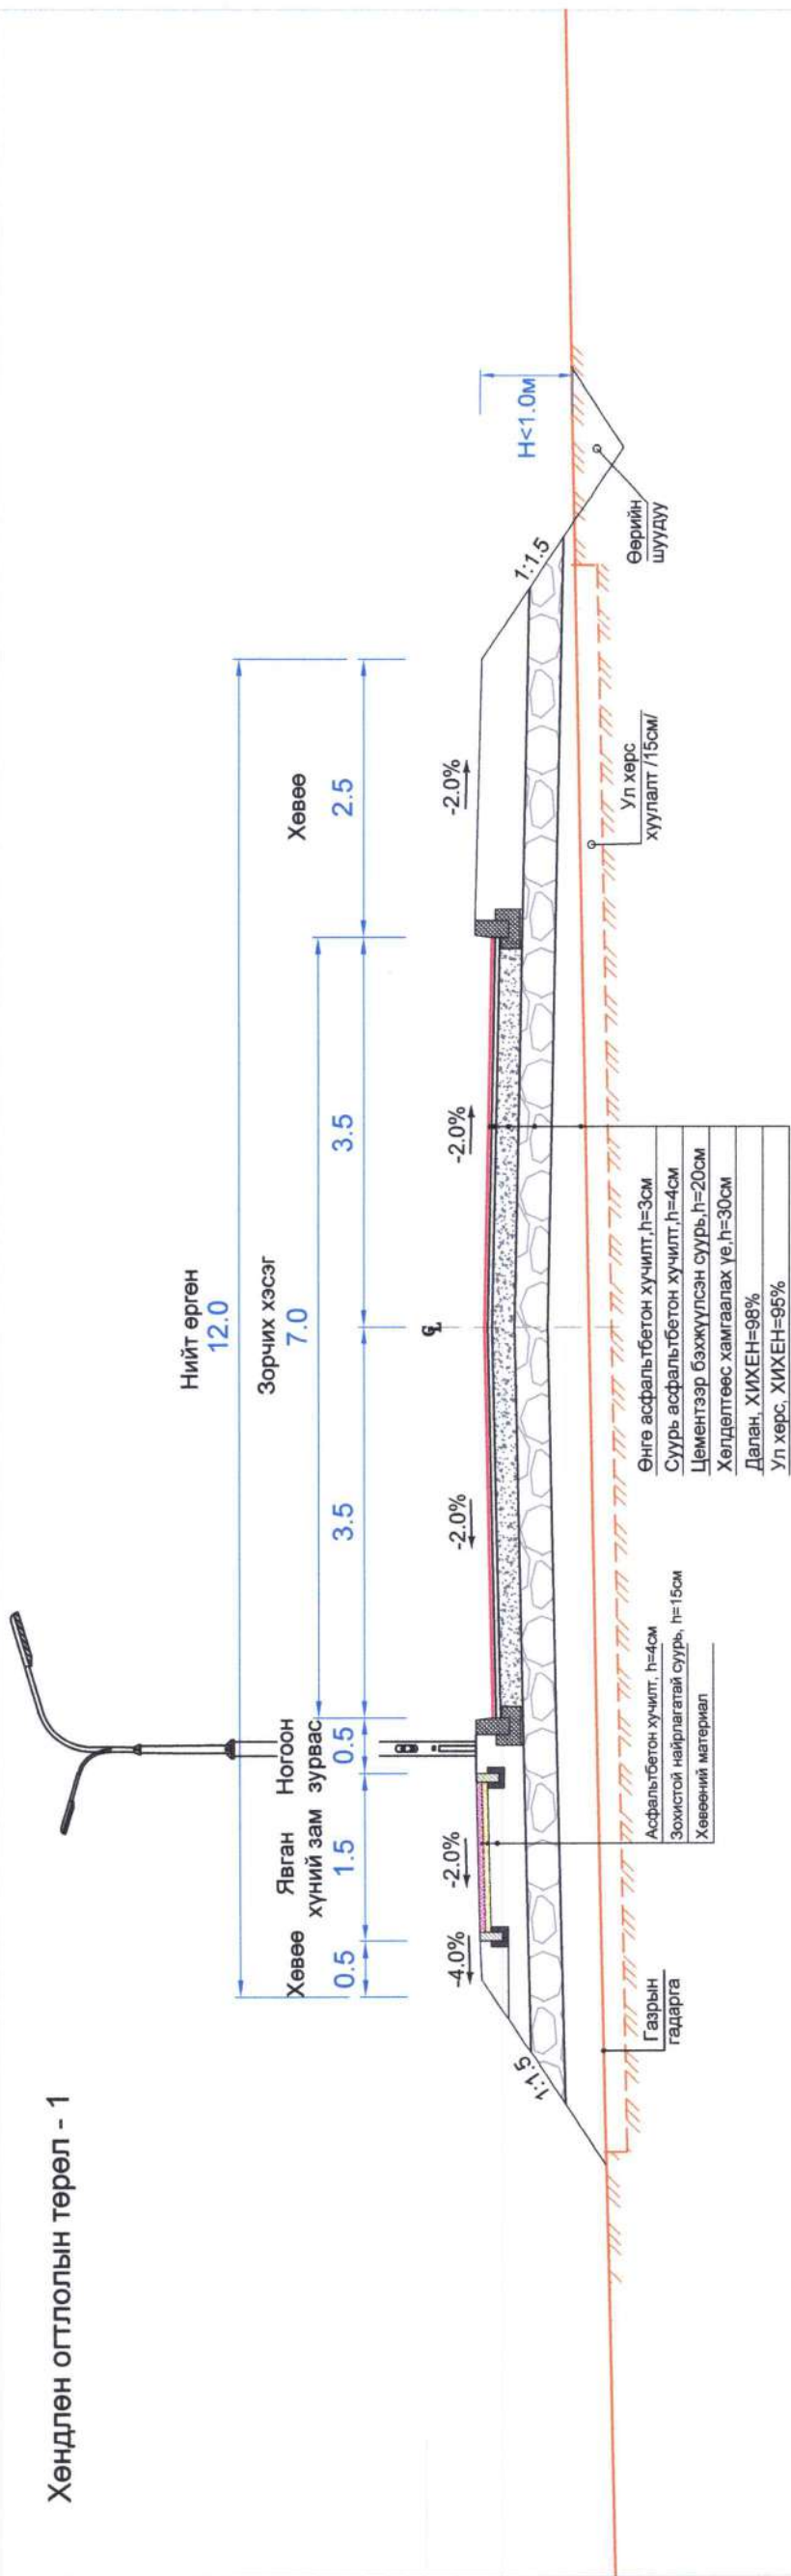 Хөндлөн огтлолын төрөл - 1
Нийт өргөн
12.0
Зорчих хэсэг
7.0
Хөвөө
0.5
Явган
хүний зам
1.5
Ногоон
зурвас
0.5
3.5
3.5
Хөвөө
2.5
-4.0%
-2.0%
-2.0%
-2.0%
-2.0%
H<1.0м
1:1.5
1:1.5
Газрын
гадарга
Асфальтбетон хучилт, h=4см
Зохистой найрлагатай суурь, h=15см
Хөвөөний материал
Өнгө асфальтбетон хучилт,h=3см
Суурь асфальтбетон хучилт,h=4см
Цементээр бэхжүүлсэн суурь,h=20см
Хөлдөлтөөс хамгаалах үе,h=30см
Далан, ХИХЕН=98%
Ул хөрс, ХИХЕН=95%
Ул хөрс
хуулалт /15см/
Өөрийн
шуудуу